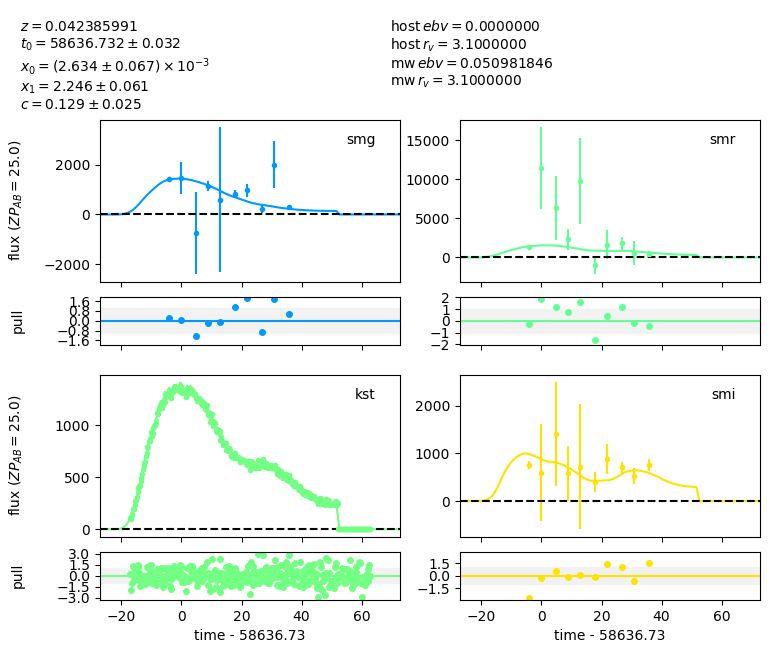 z = 0.042385991
t₀ = 58636.732 ± 0.032
x₀ = (2.634 ± 0.067) × 10⁻³
x₁ = 2.246 ± 0.061
c = 0.129 ± 0.025
host ebv = 0.0000000
host r_v = 3.1000000
mw ebv = 0.050981846
mw r_v = 3.1000000
flux (ZP_AB = 25.0)
2000
0
−2000
smg
15000
10000
5000
0
smr
pull
1.6
0.8
0.0
−0.8
−1.6
2
1
0
−1
−2
flux (ZP_AB = 25.0)
1000
500
0
kst
2000
1000
0
smi
pull
3.0
1.5
0.0
−1.5
−3.0
1.5
0.0
−1.5
−20 0 20 40 60
time - 58636.73
−20 0 20 40 60
time - 58636.73